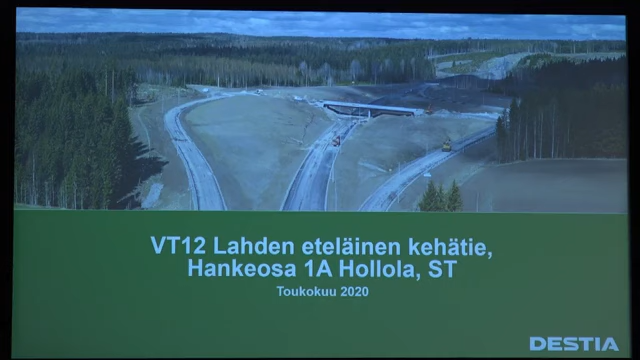 VT12 Lahden eteläinen kehätie,
Hankeosa 1A Hollola, ST
Toukokuu 2020
DESTIA